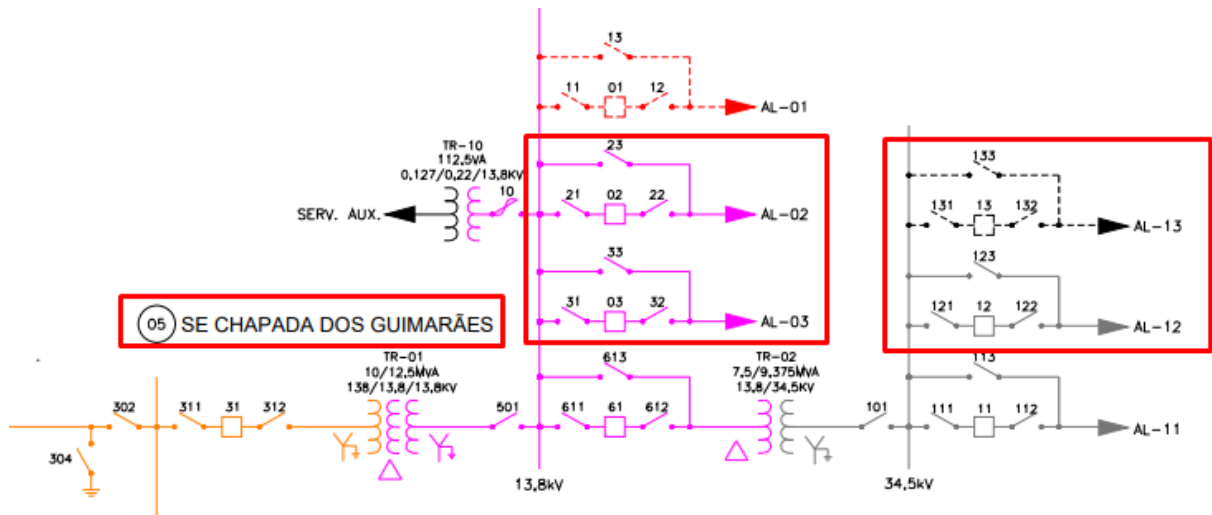 13
11 01 12
AL-01
TR-10
112,5VA
0,127/0,22/13,8KV
10
SERV. AUX.
23
21 02 22
AL-02
33
31 03 32
AL-03
133
131 13 132
AL-13
123
121 12 122
AL-12
05 SE CHAPADA DOS GUIMARÃES
TR-01
10/12,5MVA
138/13,8/13,8KV
613
TR-02
7,5/9,375MVA
13,8/34,5KV
113
302 311 31 312
501
611 61 612
101
111 11 112
AL-11
304
13,8kV
34,5kV